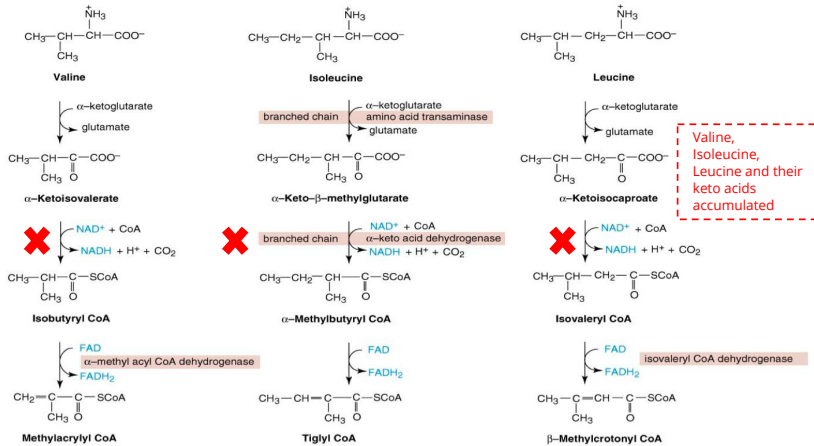 +
NH₃
CH₃—CH—CH—COO⁻
CH₃
Valine
α–ketoglutarate
glutamate
CH₃—CH—C—COO⁻
CH₃ O
α–Ketoisovalerate
NAD⁺ + CoA
NADH + H⁺ + CO₂
CH₃—CH—C—SCoA
CH₃ O
Isobutyryl CoA
FAD
α–methyl acyl CoA dehydrogenase
FADH₂
CH₂=C—C—SCoA
CH₃ O
Methylacrylyl CoA
+
NH₃
CH₃—CH₂—CH—CH—COO⁻
CH₃
Isoleucine
α–ketoglutarate
branched chain amino acid transaminase
glutamate
CH₃—CH₂—CH—C—COO⁻
CH₃ O
α–Keto–β–methylglutarate
NAD⁺ + CoA
branched chain α–keto acid dehydrogenase
NADH + H⁺ + CO₂
CH₃—CH₂—CH—C—SCoA
CH₃ O
α–Methylbutyryl CoA
FAD
FADH₂
CH₃—CH=C—C—SCoA
CH₃ O
Tiglyl CoA
+
NH₃
CH₃—CH—CH₂—CH—COO⁻
CH₃
Leucine
α–ketoglutarate
glutamate
CH₃—CH—CH₂—C—COO⁻
CH₃ O
α–Ketoisocaproate
NAD⁺ + CoA
NADH + H⁺ + CO₂
CH₃—CH—CH₂—C—SCoA
CH₃ O
Isovaleryl CoA
FAD
isovaleryl CoA dehydrogenase
FADH₂
CH₃—C=CH—C—SCoA
CH₃ O
β–Methylcrotonyl CoA
Valine,
Isoleucine,
Leucine and their
keto acids
accumulated